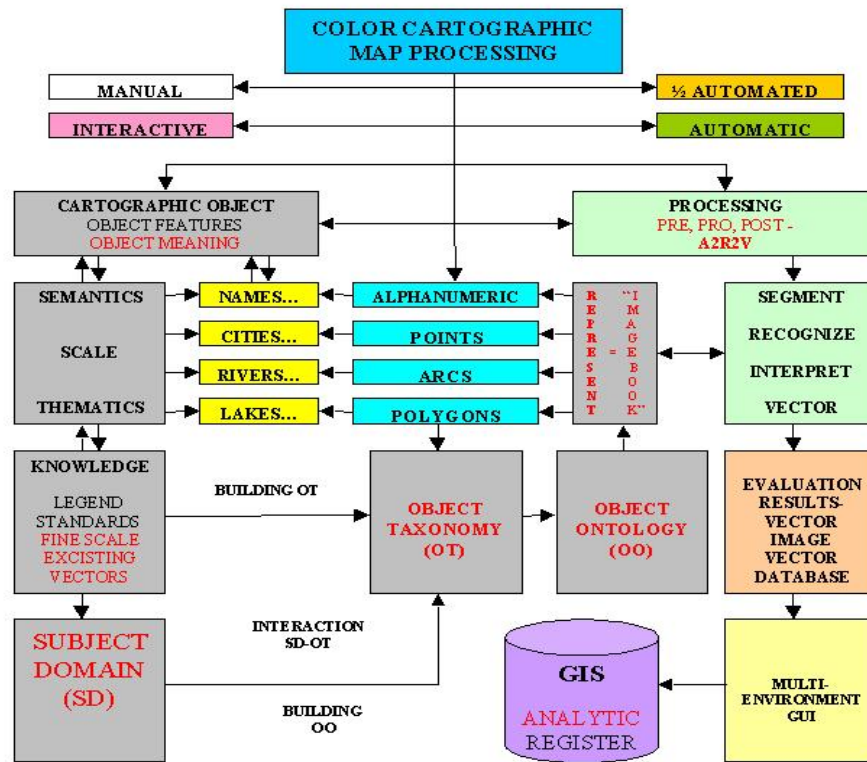 COLOR CARTOGRAPHIC
MAP PROCESSING
MANUAL
½ AUTOMATED
INTERACTIVE
AUTOMATIC
CARTOGRAPHIC OBJECT
OBJECT FEATURES
OBJECT MEANING
PROCESSING
PRE, PRO, POST -
A2R2V
SEMANTICS
SCALE
THEMATICS
NAMES...
CITIES...
RIVERS...
LAKES...
ALPHANUMERIC
POINTS
ARCS
POLYGONS
REPRESENT
=
“IMAGEBOOK”
SEGMENT
RECOGNIZE
INTERPRET
VECTOR
KNOWLEDGE
LEGEND
STANDARDS
FINE SCALE
EXCISTING
VECTORS
BUILDING OT
OBJECT
TAXONOMY
(OT)
OBJECT
ONTOLOGY
(OO)
EVALUATION
RESULTS-
VECTOR
IMAGE
VECTOR
DATABASE
SUBJECT
DOMAIN
(SD)
INTERACTION
SD-OT
BUILDING
OO
GIS
ANALYTIC
REGISTER
MULTI-
ENVIRONMENT
GUI